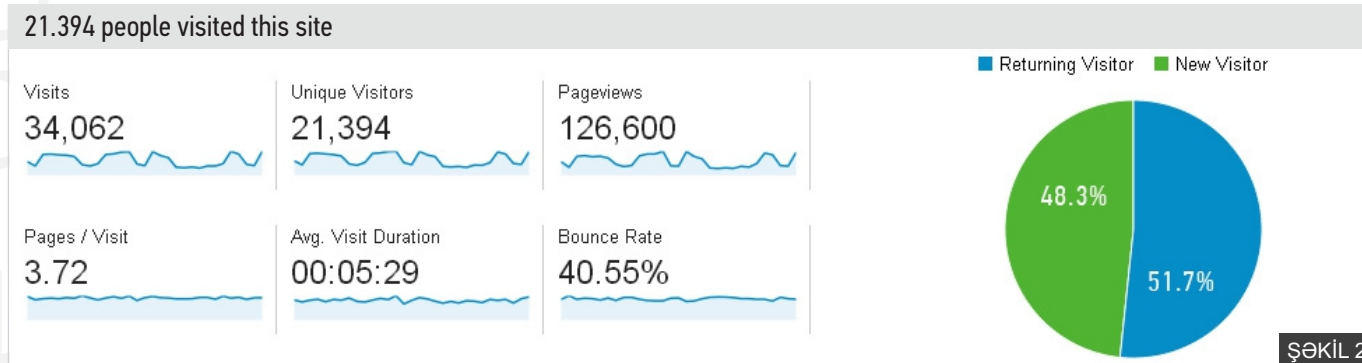 21.394 people visited this site
Returning Visitor New Visitor
Visits
34,062
Unique Visitors
21,394
Pageviews
126,600
Pages / Visit
3.72
Avg. Visit Duration
00:05:29
Bounce Rate
40.55%
48.3%
51.7%
ŞƏKİL 2